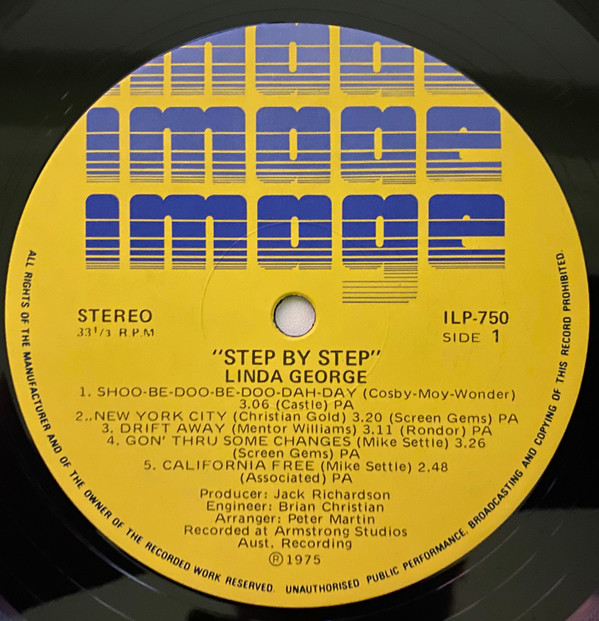 image
image
image
STEREO
33 1/3 R.P.M
ILP-750
SIDE 1
"STEP BY STEP"
LINDA GEORGE
1. SHOO-BE-DOO-BE-DOO-DAH-DAY (Cosby-Moy-Wonder)
3.06 (Castle) PA
2..NEW YORK CITY (Christian Gold) 3.20 (Screen Gems) PA
3. DRIFT AWAY (Mentor Williams) 3.11 (Rondor) PA
4. GON' THRU SOME CHANGES (Mike Settle) 3.26
(Screen Gems) PA
5. CALIFORNIA FREE (Mike Settle) 2.48
(Associated) PA
Producer: Jack Richardson
Engineer: Brian Christian
Arranger: Peter Martin
Recorded at Armstrong Studios
Aust. Recording
Ⓡ1975
ALL RIGHTS OF THE MANUFACTURER AND OF THE OWNER OF THE RECORDED WORK RESERVED. UNAUTHORISED PUBLIC PERFORMANCE, BROADCASTING AND COPYING OF THIS RECORD PROHIBITED.